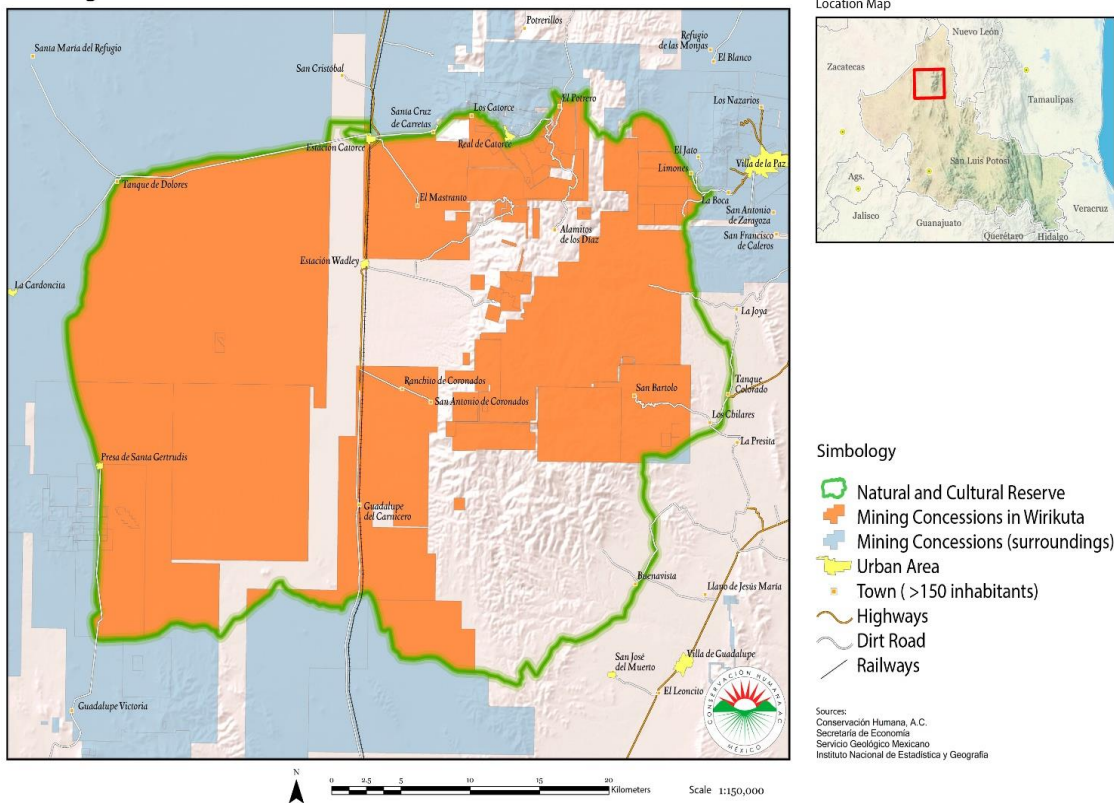 Location Map
Potrerillos
Santa María del Refugio
Refugio
de las Monjas
El Blanco
San Cristóbal
El Potrero
Santa Cruz
de Carretas
Los Catorce
Los Nazarios
Estación Catorce
Real de Catorce
El Jato
Limones
Villa de la Paz
Tanque de Dolores
La Boca
El Mastranto
San Antonio
de Zaragoza
Alamitos
de los Díaz
San Francisco
de Caleros
Estación Wadley
La Cardoncita
La Joya
Tanque
Colorado
Ranchito de Coronados
San Bartolo
San Antonio de Coronados
Los Chilares
La Presita
Presa de Santa Gertrudis
Guadalupe
del Carnicero
Buenavista
Llano de Jesús María
San José
del Muerto
Villa de Guadalupe
El Leoncito
Guadalupe Victoria
CONSERVACIÓN HUMANA A.C.
MÉXICO
Nuevo León
Zacatecas
Tamaulipas
San Luis Potosí
Ags.
Jalisco
Guanajuato
Querétaro
Hidalgo
Veracruz
Simbology
Natural and Cultural Reserve
Mining Concessions in Wirikuta
Mining Concessions (surroundings)
Urban Area
Town ( >150 inhabitants)
Highways
Dirt Road
Railways
Sources:
Conservación Humana, A.C.
Secretaría de Economía
Servicio Geológico Mexicano
Instituto Nacional de Estadística y Geografía
N
0 2.5 5 10 15 20
Kilometers
Scale 1:150,000